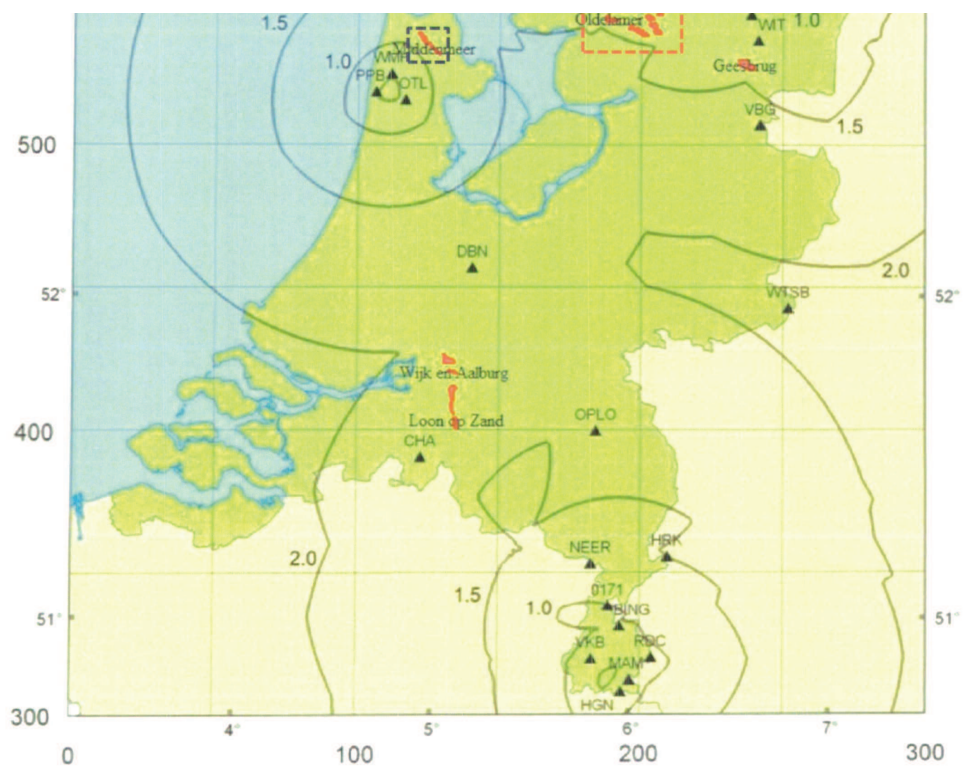 1.5
Oldelamer
WIT
1.0
Middenmeer
WMH
1.0
Geesbrug
PPB
OTL
VBG
1.5
500
DBN
2.0
52°
WTSB
52°
Wijk en Aalburg
Loon op Zand
OPLO
400
CHA
NEER
HRK
2.0
0171
1.5
1.0
BING
51°
51°
VKB
RDC
MAM
HGN
300
4°
5°
6°
7°
0
100
200
300